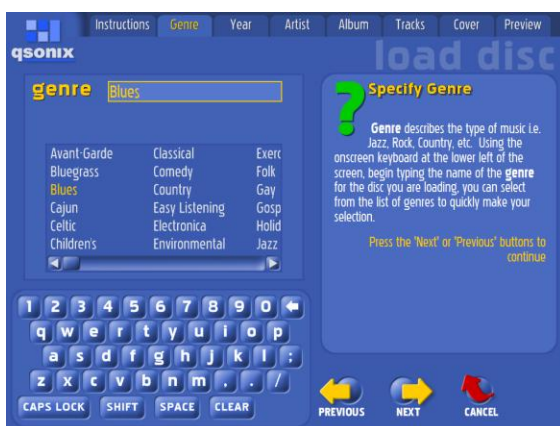 Instructions Genre Year Artist Album Tracks Cover Preview
qsonix
load disc
genre Blues
Avant-Garde Classical Exerc
Bluegrass Comedy Folk
Blues Country Gay
Cajun Easy Listening Gosp
Celtic Electronica Holid
Children's Environmental Jazz
? Specify Genre
Genre describes the type of music i.e.
Jazz, Rock, Country, etc. Using the
onscreen keyboard at the lower left of the
screen, begin typing the name of the genre
for the disc you are loading, you can select
from the list of genres to quickly make your
selection.
Press the 'Next' or 'Previous' buttons to
continue
1 2 3 4 5 6 7 8 9 0
q w e r t y u i o p
a s d f g h j k l ;
z x c v b n m , . /
CAPS LOCK SHIFT SPACE CLEAR
PREVIOUS NEXT CANCEL